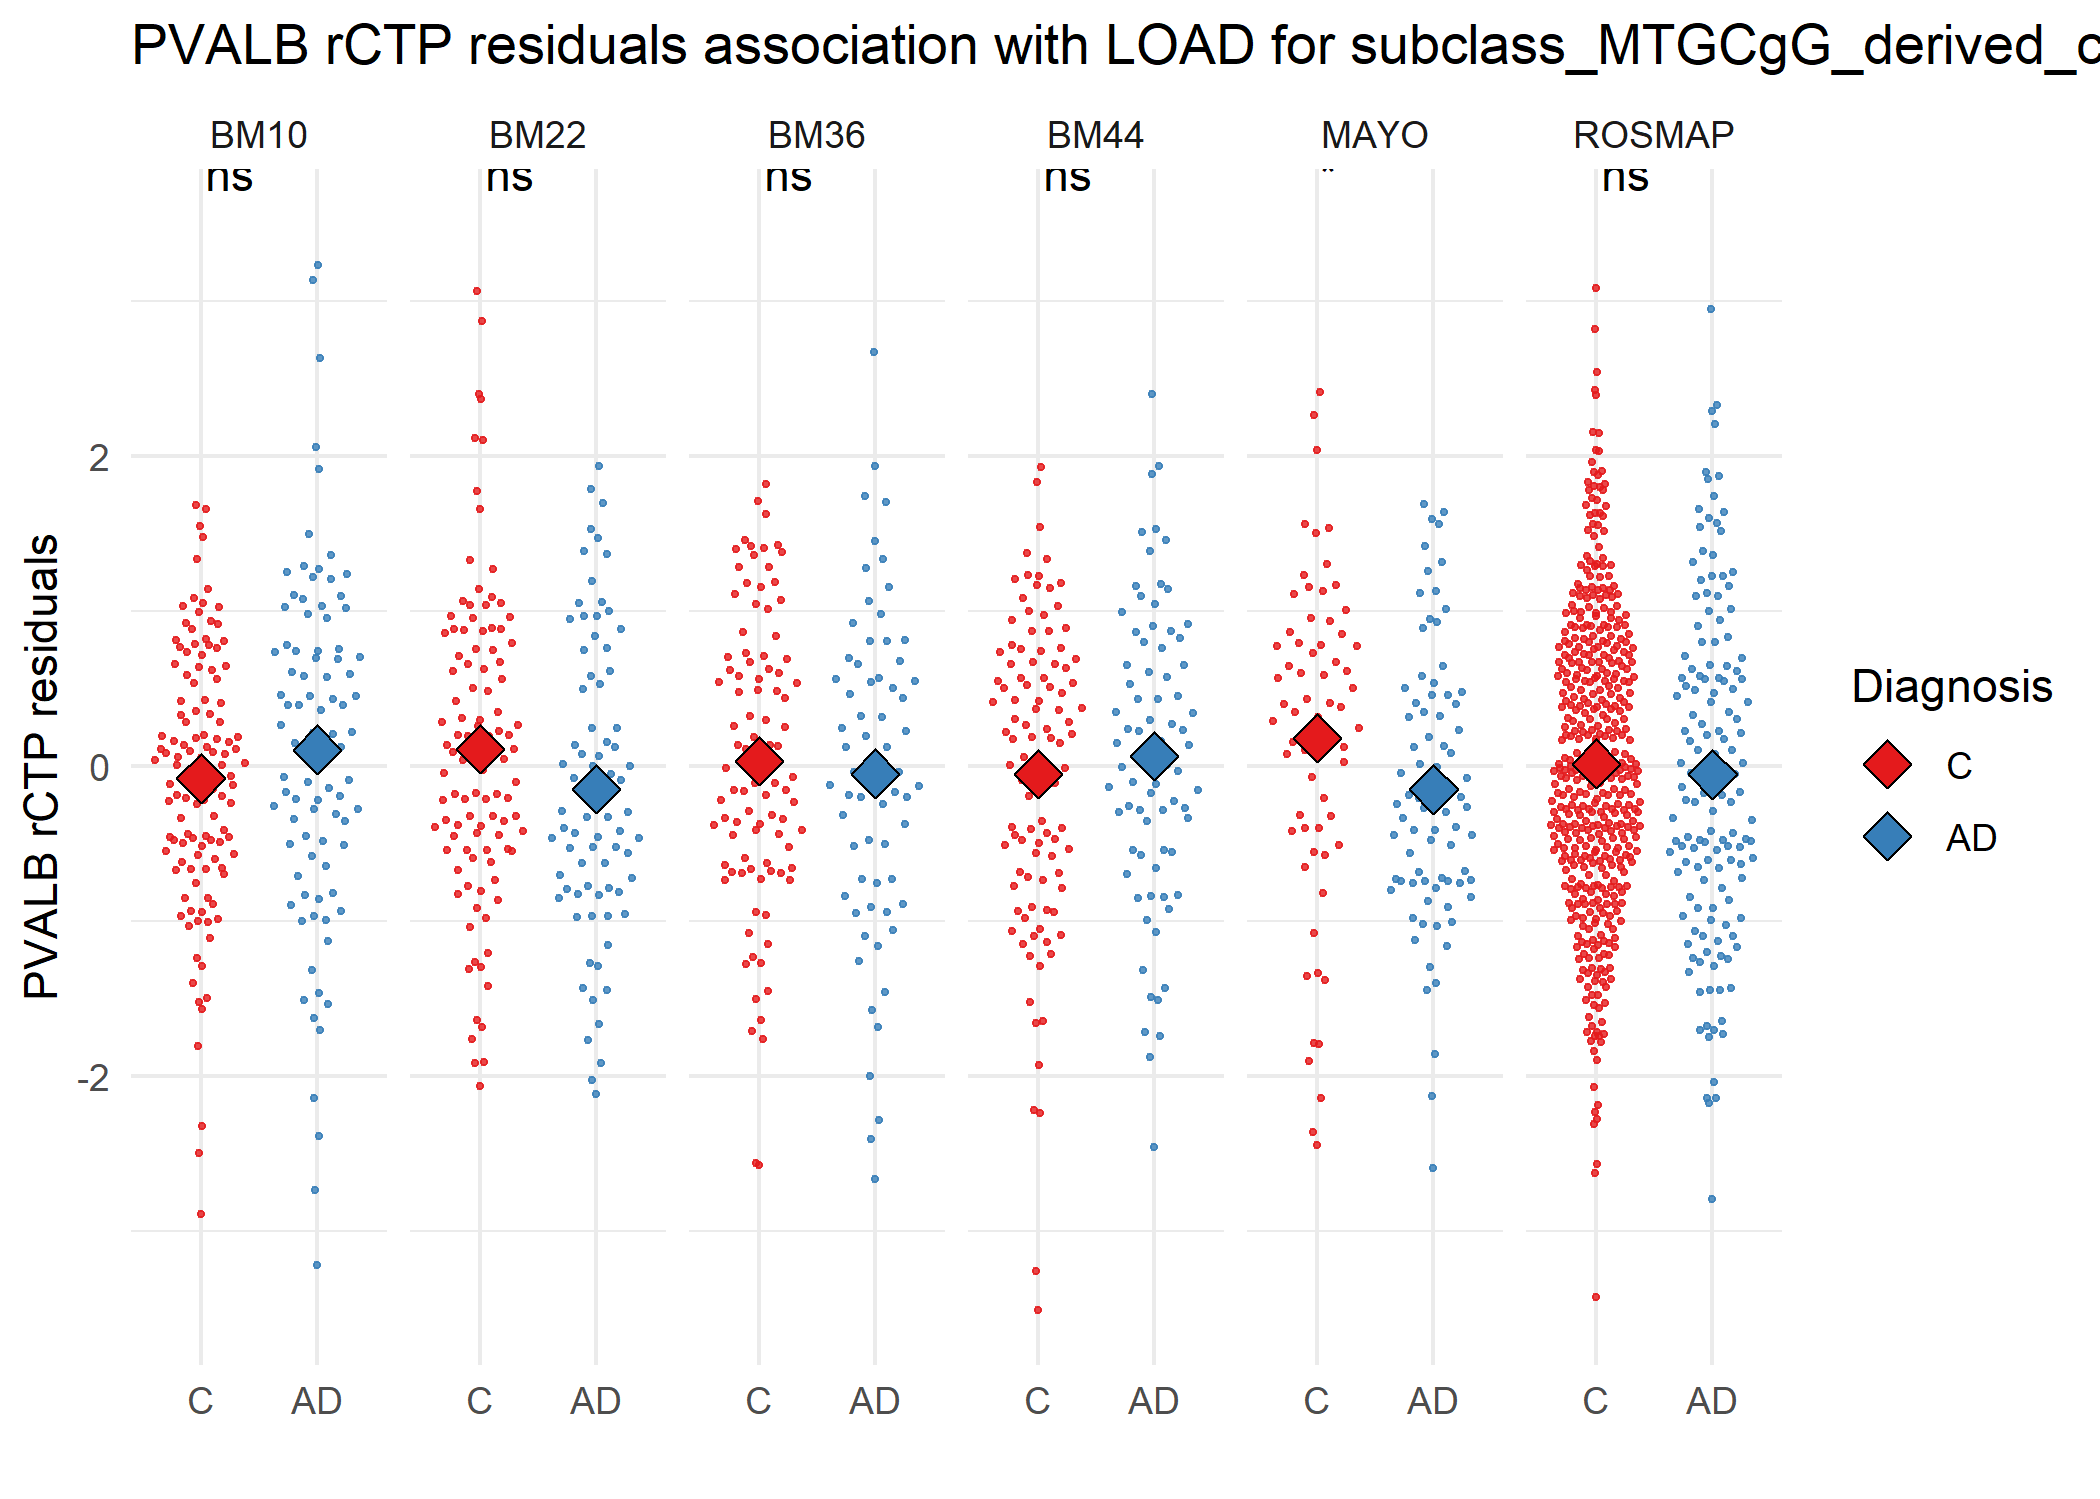 PVALB rCTP residuals association with LOAD for subclass_MTGCgG_derived_c
BM10 BM22 BM36 BM44 MAYO ROSMAP
ns ns ns ns * ns
2
0
-2
PVALB rCTP residuals
C AD C AD C AD C AD C AD C AD
Diagnosis
C
AD